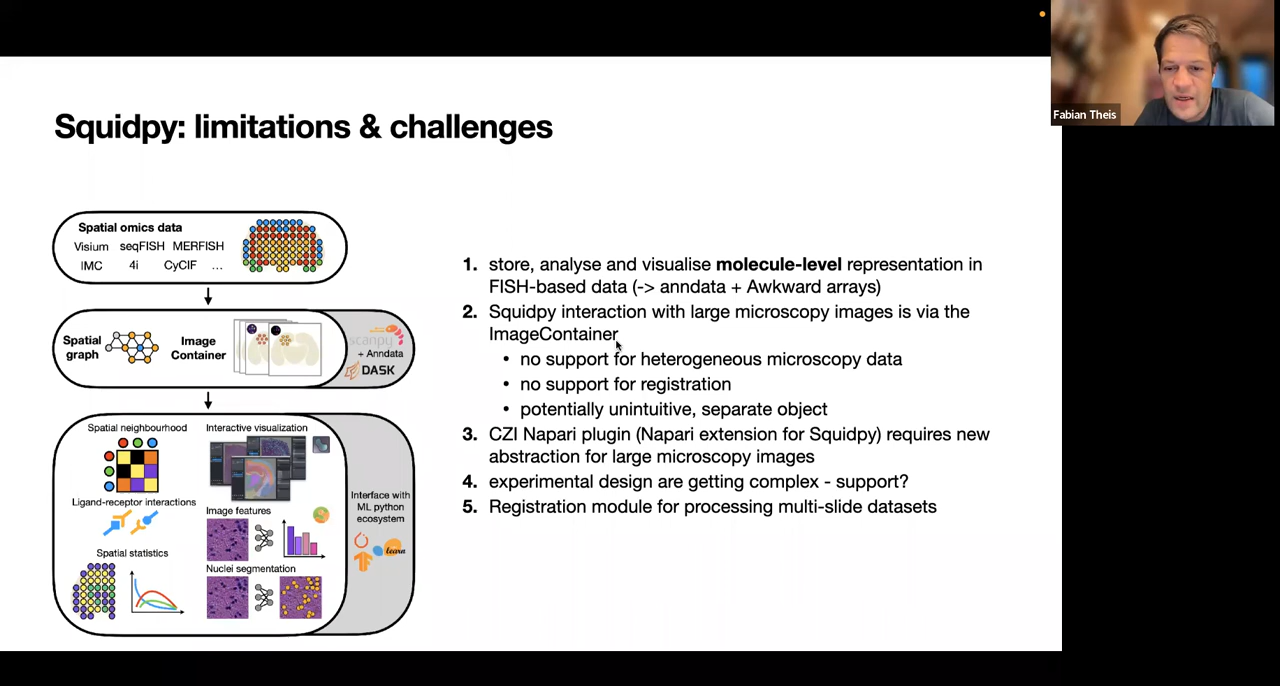 Fabian Theis
Squidpy: limitations & challenges
Spatial omics data
Visium seqFISH MERFISH
IMC 4i CyCIF ...
Spatial
graph
Image
Container
scanpy
+ Anndata
DASK
Spatial neighbourhood
Interactive visualization
Ligand-receptor interactions
Image features
Spatial statistics
Nuclei segmentation
Interface with
ML python
ecosystem
learn
1. store, analyse and visualise molecule-level representation in
FISH-based data (-> anndata + Awkward arrays)
2. Squidpy interaction with large microscopy images is via the
ImageContainer
• no support for heterogeneous microscopy data
• no support for registration
• potentially unintuitive, separate object
3. CZI Napari plugin (Napari extension for Squidpy) requires new
abstraction for large microscopy images
4. experimental design are getting complex - support?
5. Registration module for processing multi-slide datasets